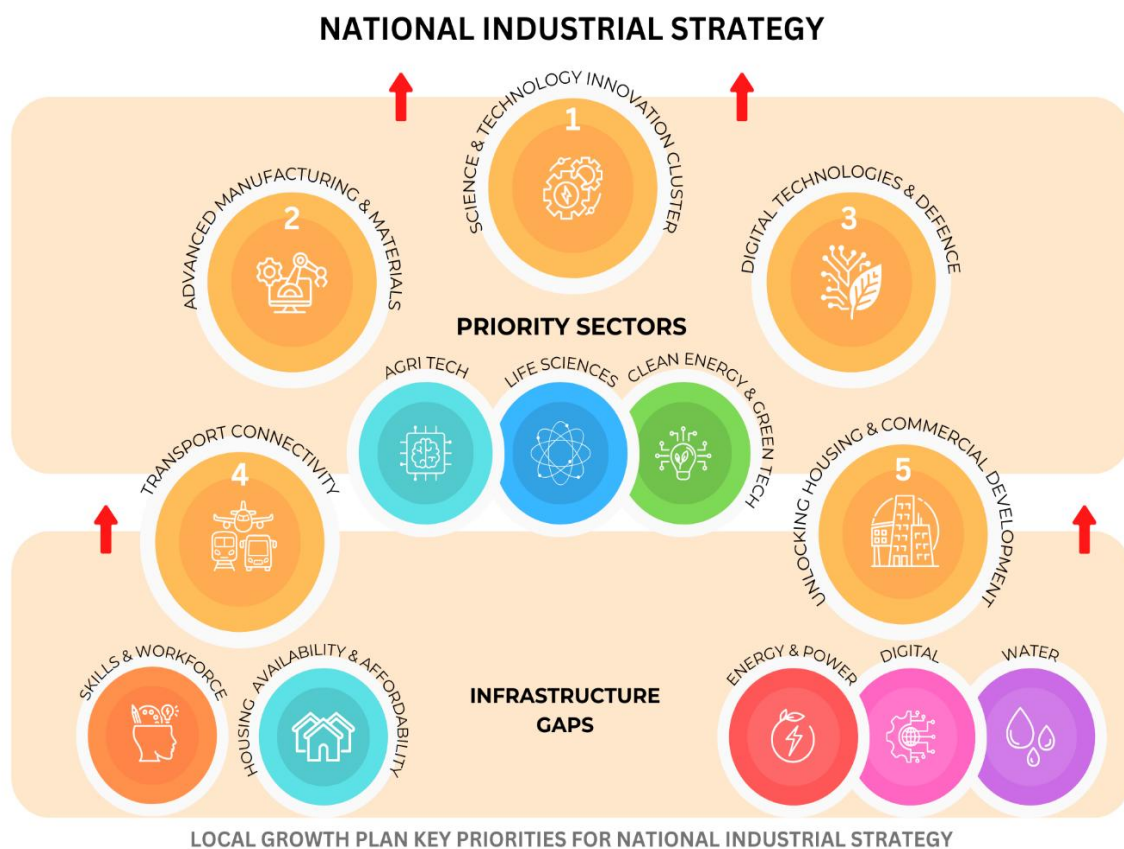 NATIONAL INDUSTRIAL STRATEGY
1
SCIENCE & TECHNOLOGY INNOVATION CLUSTER
2
ADVANCED MANUFACTURING & MATERIALS
3
DIGITAL TECHNOLOGIES & DEFENCE
PRIORITY SECTORS
AGRI TECH
LIFE SCIENCES
CLEAN ENERGY & GREEN TECH
4
TRANSPORT CONNECTIVITY
5
UNLOCKING HOUSING & COMMERCIAL DEVELOPMENT
SKILLS & WORKFORCE
HOUSING AVAILABILITY & AFFORDABILITY
INFRASTRUCTURE
GAPS
ENERGY & POWER
DIGITAL
WATER
LOCAL GROWTH PLAN KEY PRIORITIES FOR NATIONAL INDUSTRIAL STRATEGY